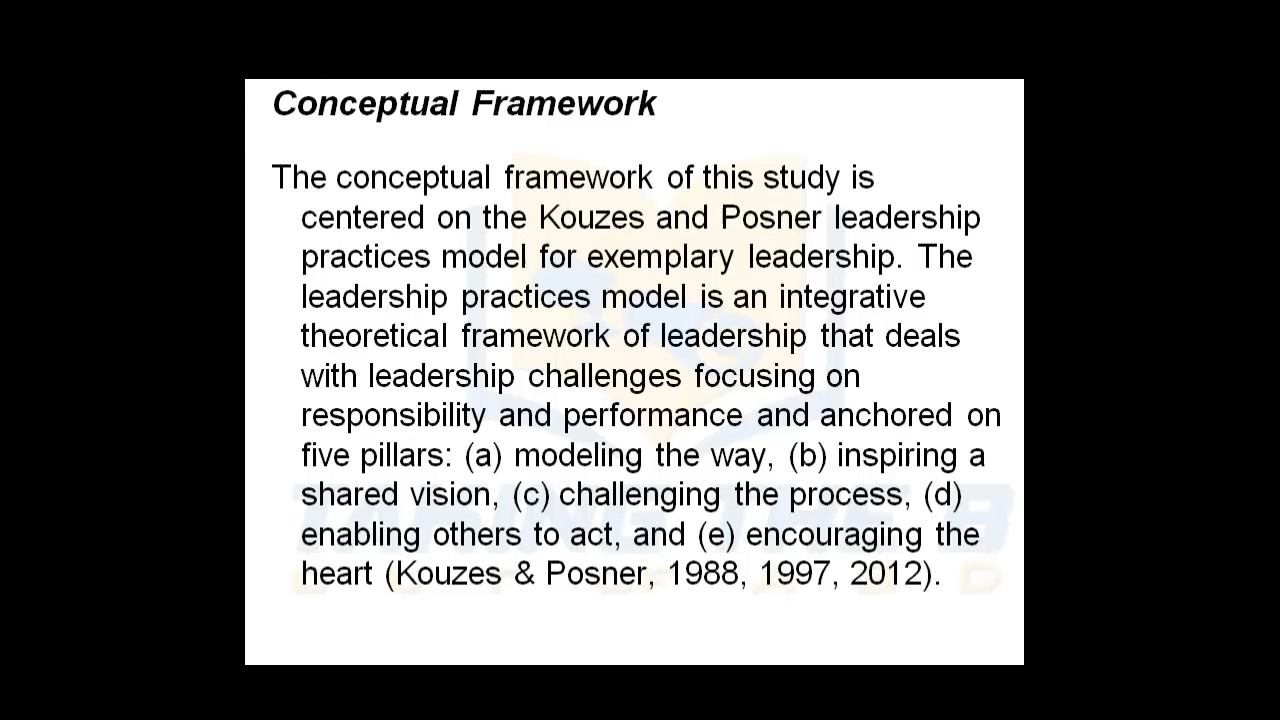 Conceptual Framework
The conceptual framework of this study is
centered on the Kouzes and Posner leadership
practices model for exemplary leadership. The
leadership practices model is an integrative
theoretical framework of leadership that deals
with leadership challenges focusing on
responsibility and performance and anchored on
five pillars: (a) modeling the way, (b) inspiring a
shared vision, (c) challenging the process, (d)
enabling others to act, and (e) encouraging the
heart (Kouzes & Posner, 1988, 1997, 2012).